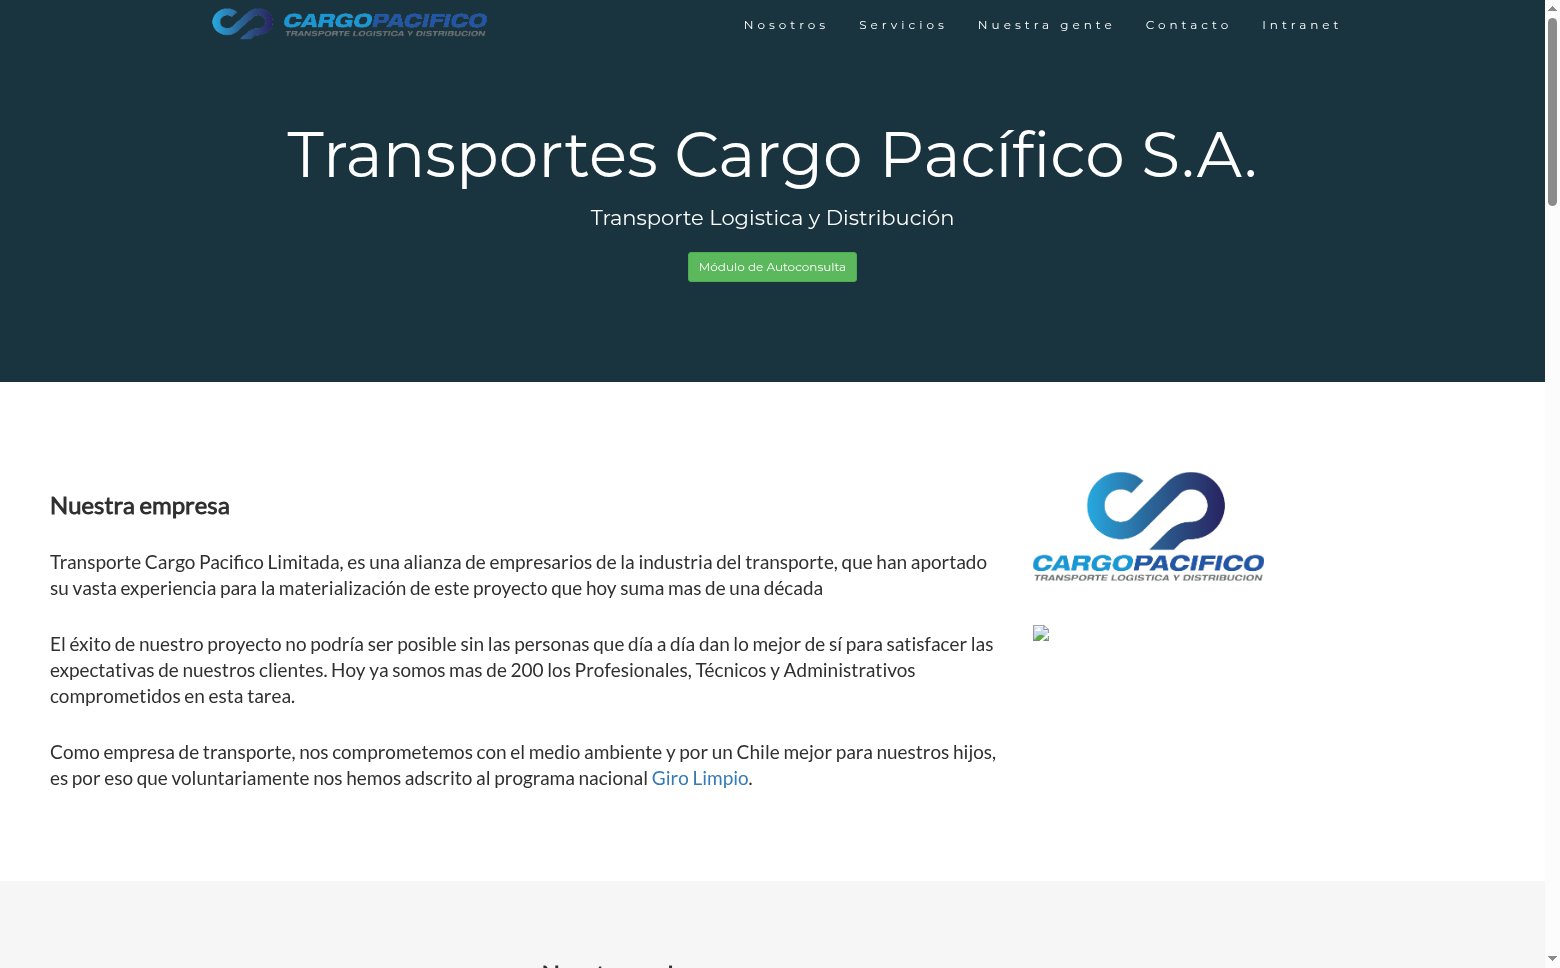 CARGOPACIFICO
TRANSPORTE LOGISTICA Y DISTRIBUCION
Nosotros Servicios Nuestra gente Contacto Intranet
Transportes Cargo Pacífico S.A.
Transporte Logistica y Distribución
Módulo de Autoconsulta
Nuestra empresa
Transporte Cargo Pacifico Limitada, es una alianza de empresarios de la industria del transporte, que han aportado
su vasta experiencia para la materialización de este proyecto que hoy suma mas de una década
El éxito de nuestro proyecto no podría ser posible sin las personas que día a día dan lo mejor de sí para satisfacer las
expectativas de nuestros clientes. Hoy ya somos mas de 200 los Profesionales, Técnicos y Administrativos
comprometidos en esta tarea.
Como empresa de transporte, nos comprometemos con el medio ambiente y por un Chile mejor para nuestros hijos,
es por eso que voluntariamente nos hemos adscrito al programa nacional Giro Limpio.
CARGOPACIFICO
TRANSPORTE LOGISTICA Y DISTRIBUCION